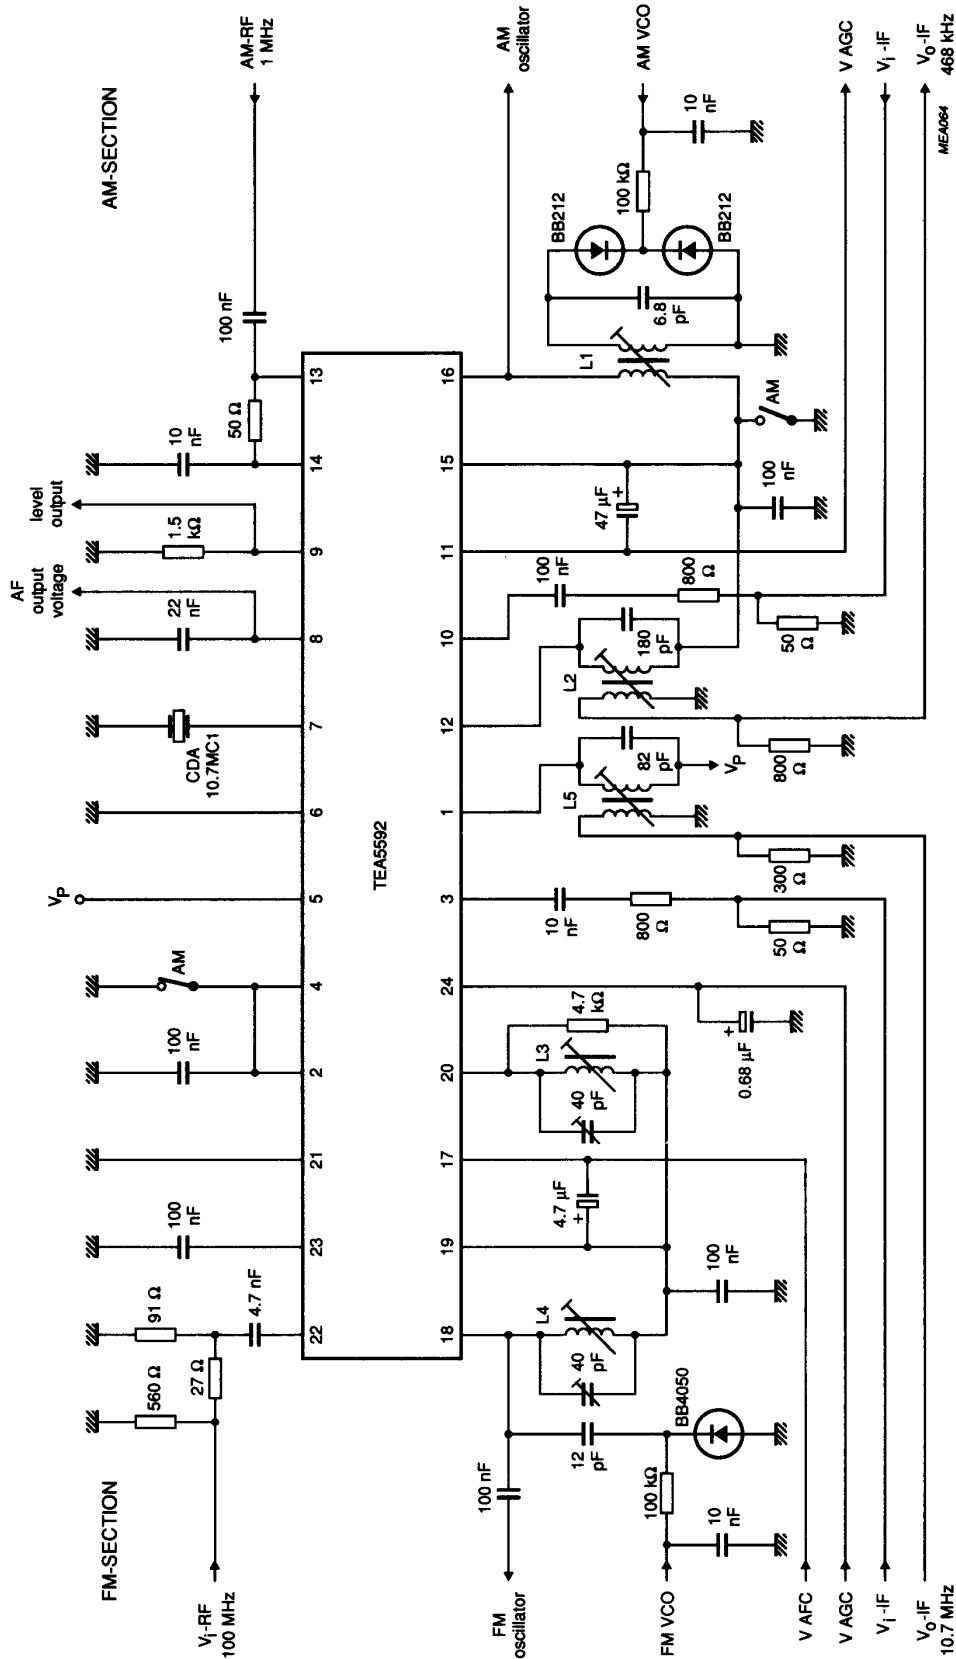 FM-SECTION
AM-SECTION
Vi-RF
100 MHz
560 Ω
91 Ω
27 Ω
4.7 nF
100
nF
100
nF
AM
VP
CDA
10.7MC1
22
nF
AF
output
voltage
1.5
kΩ
level
output
10
nF
50 Ω
100 nF
AM-RF
1 MHz
22
23
21
2
4
5
6
7
8
9
14
13
TEA5592
18
19
17
20
24
3
1
12
10
11
15
16
FM
oscillator
100 nF
12
pF
40
pF
L4
4.7 µF
+
40
pF
L3
4.7
kΩ
10
nF
800
Ω
L5
82
pF
VP
L2
180
pF
100
nF
800
Ω
47 µF
+
L1
6.8
pF
BB212
BB212
100 kΩ
AM
oscillator
AM VCO
10
nF
FM VCO
100 kΩ
BB4050
10
nF
100
nF
0.68 µF
+
50
Ω
300
Ω
800
Ω
50
Ω
100
nF
AM
V AFC
V AGC
Vi-IF
Vo-IF
10.7 MHz
V AGC
Vi-IF
Vo-IF
468 kHz
MEA064